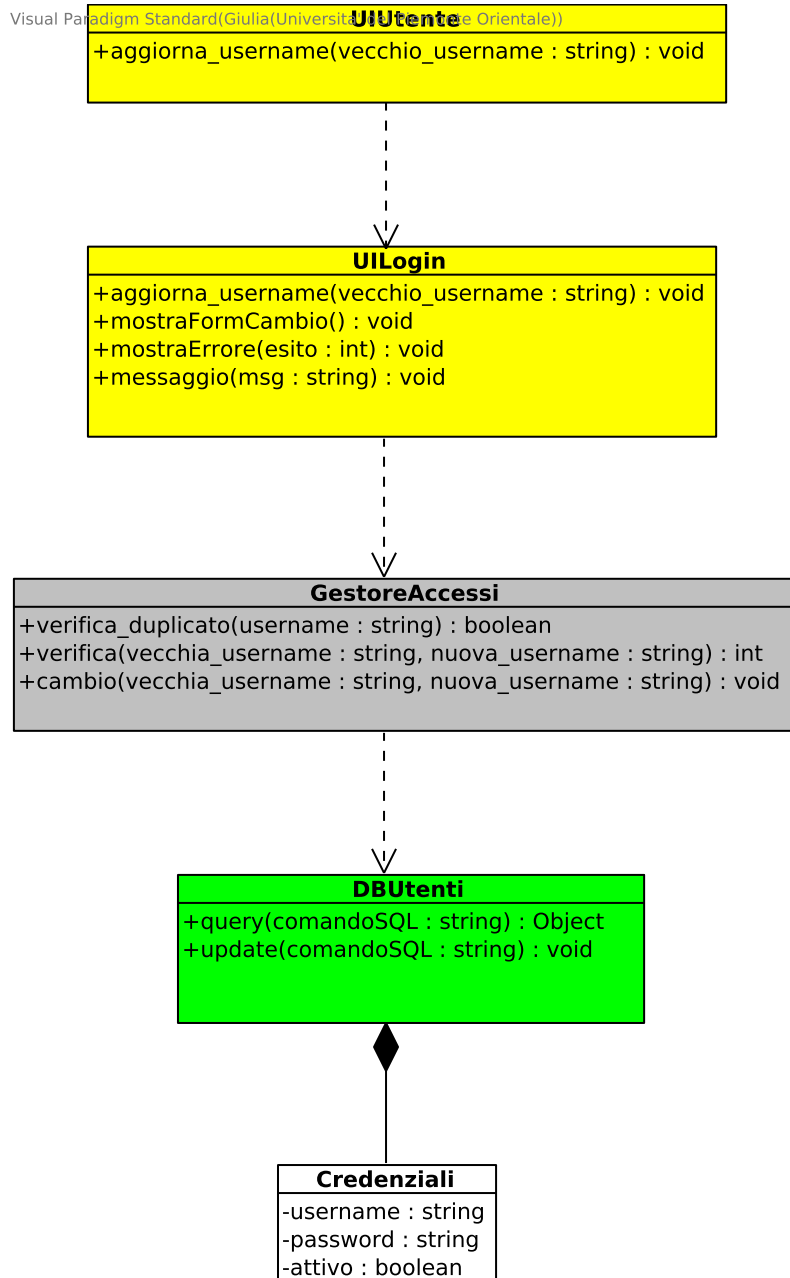 Visual Paradigm Standard(Giulia(Universita' del Piemonte Orientale))
UIUtente
+aggiorna_username(vecchio_username : string) : void
UILogin
+aggiorna_username(vecchio_username : string) : void
+mostraFormCambio() : void
+mostraErrore(esito : int) : void
+messaggio(msg : string) : void
GestoreAccessi
+verifica_duplicato(username : string) : boolean
+verifica(vecchia_username : string, nuova_username : string) : int
+cambio(vecchia_username : string, nuova_username : string) : void
DBUtenti
+query(comandoSQL : string) : Object
+update(comandoSQL : string) : void
Credenziali
-username : string
-password : string
-attivo : boolean